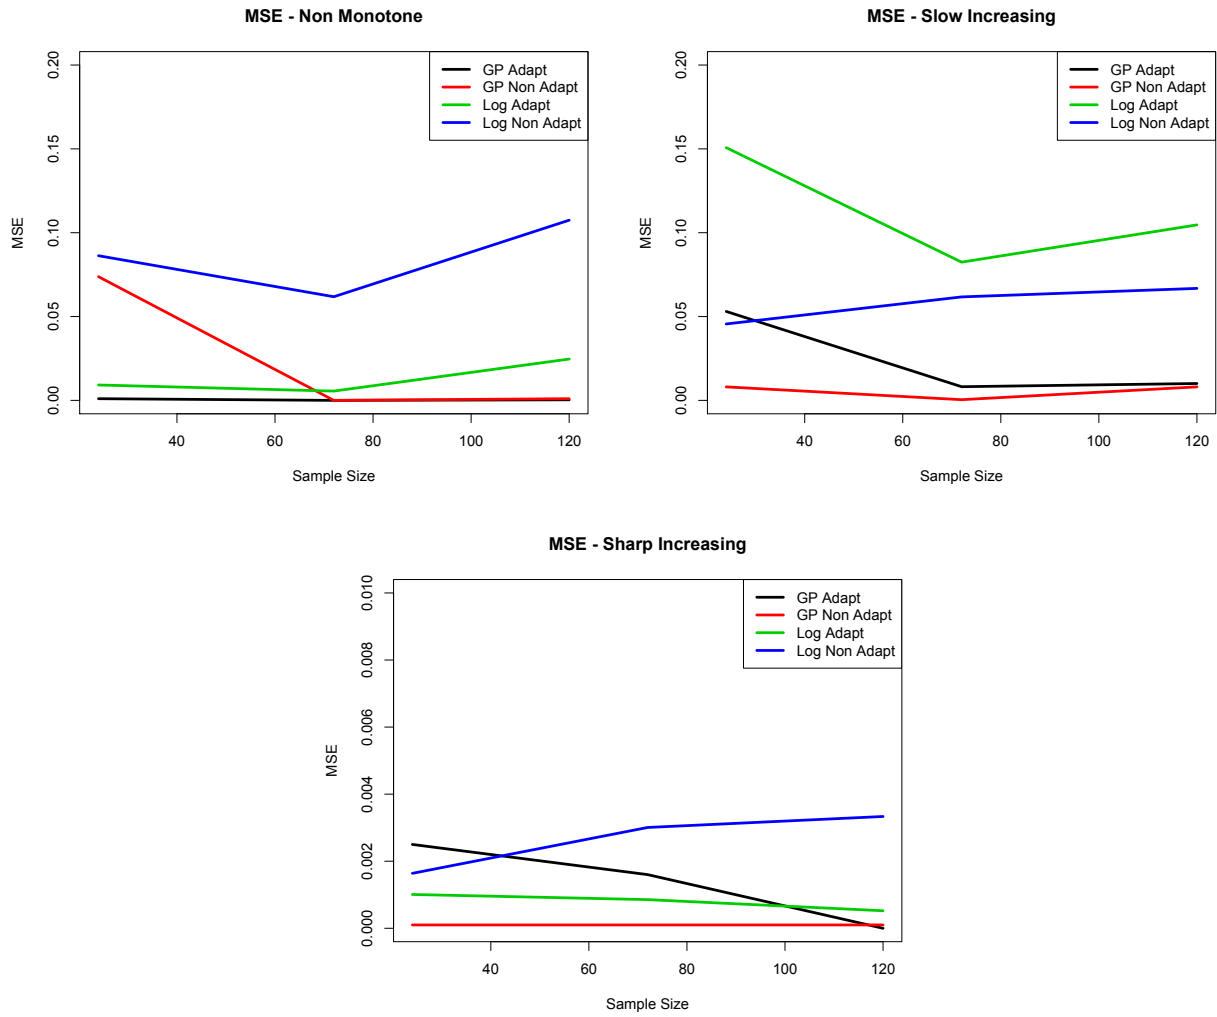 MSE - Non Monotone
MSE
0.20
0.15
0.10
0.05
0.00
GP Adapt
GP Non Adapt
Log Adapt
Log Non Adapt
40 60 80 100 120
Sample Size
MSE - Slow Increasing
MSE
0.20
0.15
0.10
0.05
0.00
GP Adapt
GP Non Adapt
Log Adapt
Log Non Adapt
40 60 80 100 120
Sample Size
MSE - Sharp Increasing
MSE
0.010
0.008
0.006
0.004
0.002
0.000
GP Adapt
GP Non Adapt
Log Adapt
Log Non Adapt
40 60 80 100 120
Sample Size